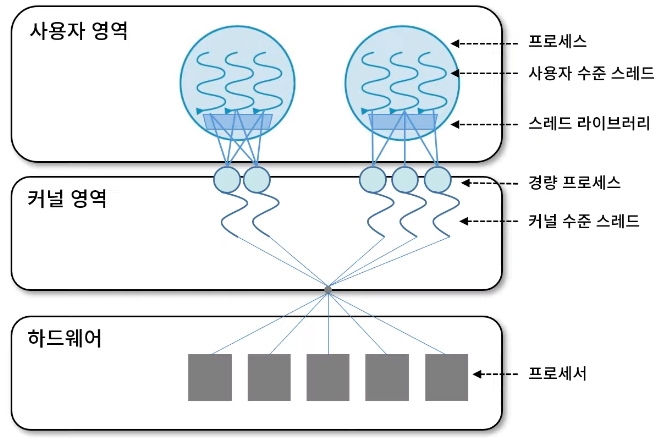 사용자 영역
프로세스
사용자 수준 스레드
스레드 라이브러리
커널 영역
경량 프로세스
커널 수준 스레드
하드웨어
프로세서